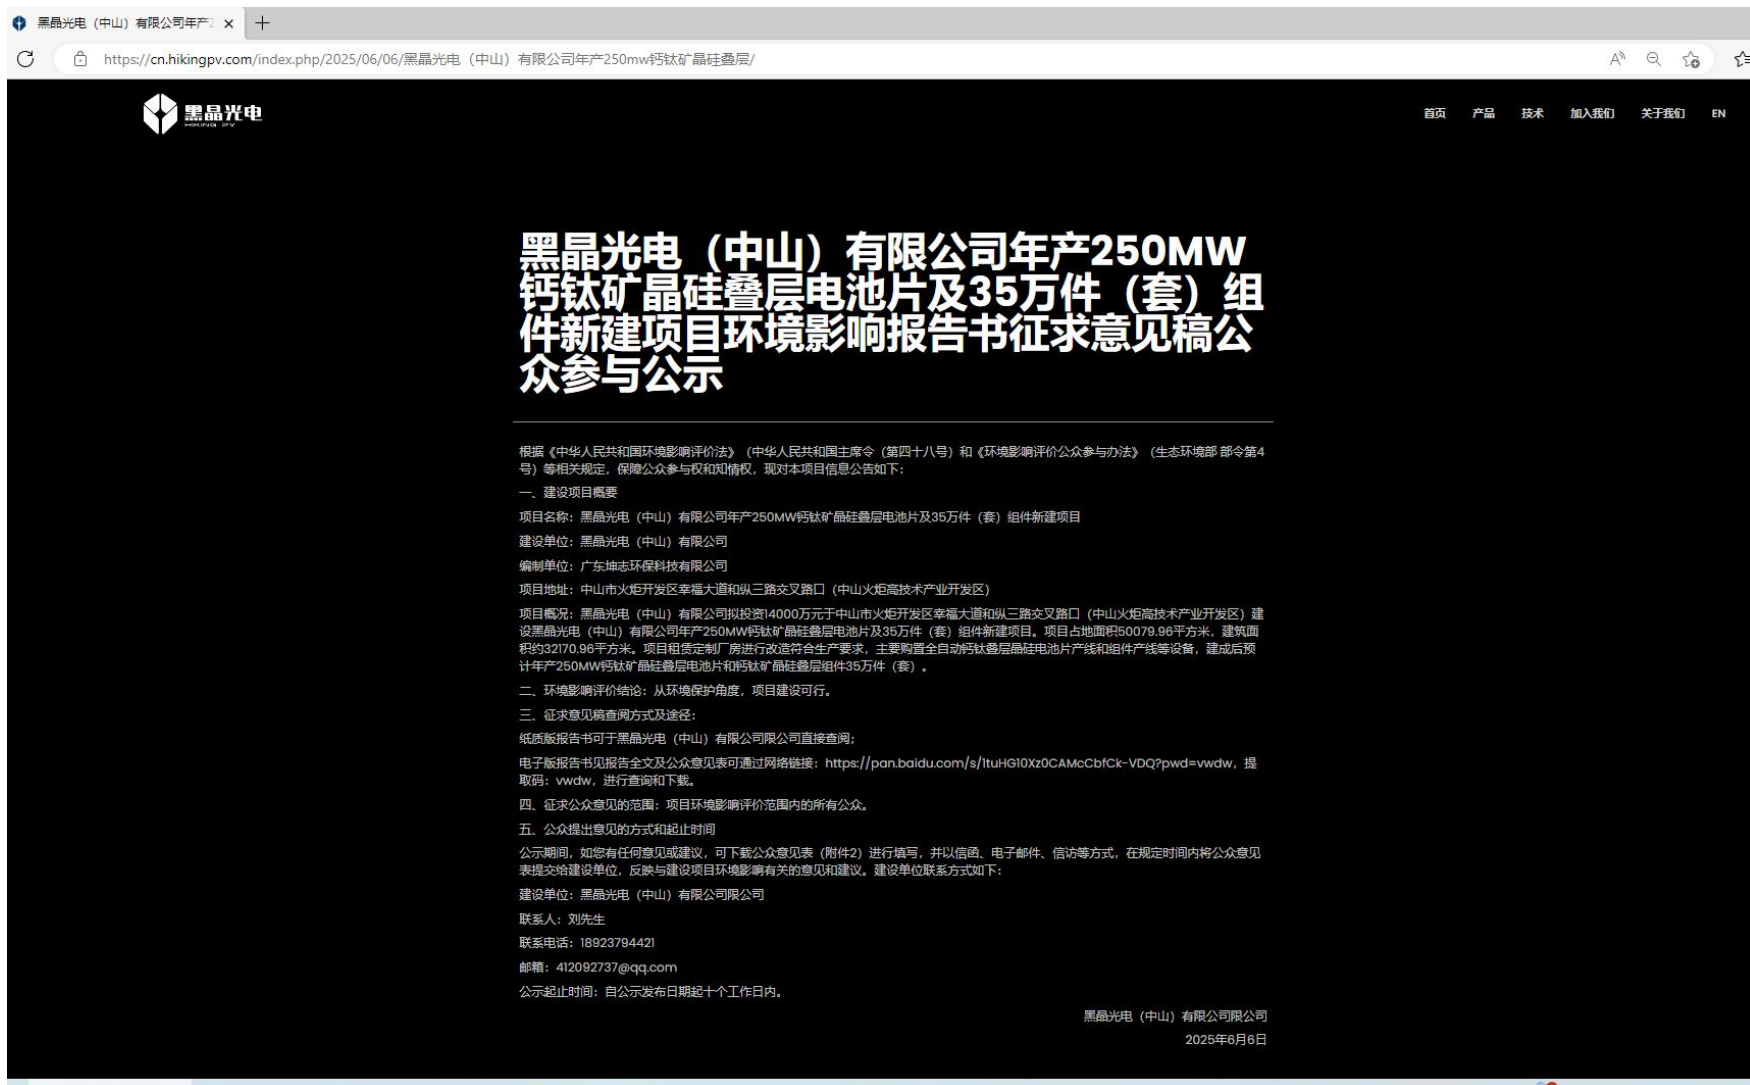 黑晶光电（中山）有限公司年产2
https://cn.hikingpv.com/index.php/2025/06/06/黑晶光电（中山）有限公司年产250mw钙钛矿晶硅叠层/
黑晶光电
HIKING PV
首页 产品 技术 加入我们 关于我们 EN
黑晶光电（中山）有限公司年产250MW
钙钛矿晶硅叠层电池片及35万件（套）组
件新建项目环境影响报告书征求意见稿公
众参与公示
根据《中华人民共和国环境影响评价法》（中华人民共和国主席令（第四十八号）和《环境影响评价公众参与办法》（生态环境部 部令第4
号）等相关规定，保障公众参与权和知情权，现对本项目信息公告如下：
一、建设项目概要
项目名称：黑晶光电（中山）有限公司年产250MW钙钛矿晶硅叠层电池片及35万件（套）组件新建项目
建设单位：黑晶光电（中山）有限公司
编制单位：广东坤志环保科技有限公司
项目地址：中山市火炬开发区幸福大道和纵三路交叉路口（中山火炬高技术产业开发区）
项目概况：黑晶光电（中山）有限公司拟投资14000万元于中山市火炬开发区幸福大道和纵三路交叉路口（中山火炬高技术产业开发区）建
设黑晶光电（中山）有限公司年产250MW钙钛矿晶硅叠层电池片及35万件（套）组件新建项目。项目占地面积50079.96平方米，建筑面
积约32170.96平方米。项目租赁定制厂房进行改造符合生产要求，主要购置全自动钙钛叠层晶硅电池片产线和组件产线等设备，建成后预
计年产250MW钙钛矿晶硅叠层电池片和钙钛矿晶硅叠层组件35万件（套）。
二、环境影响评价结论：从环境保护角度，项目建设可行。
三、征求意见稿查阅方式及途径：
纸质版报告书可于黑晶光电（中山）有限公司限公司直接查阅；
电子版报告书见报告全文及公众意见表可通过网络链接：https://pan.baidu.com/s/1tuHG10Xz0CAMcCbfCk-VDQ?pwd=vwdw，提
取码：vwdw，进行查询和下载。
四、征求公众意见的范围：项目环境影响评价范围内的所有公众。
五、公众提出意见的方式和起止时间
公示期间，如您有任何意见或建议，可下载公众意见表（附件2）进行填写，并以信函、电子邮件、信访等方式，在规定时间内将公众意见
表提交给建设单位，反映与建设项目环境影响有关的意见和建议。建设单位联系方式如下：
建设单位：黑晶光电（中山）有限公司限公司
联系人：刘先生
联系电话：18923794421
邮箱：412092737@qq.com
公示起止时间：自公示发布日期起十个工作日内。
黑晶光电（中山）有限公司限公司
2025年6月6日